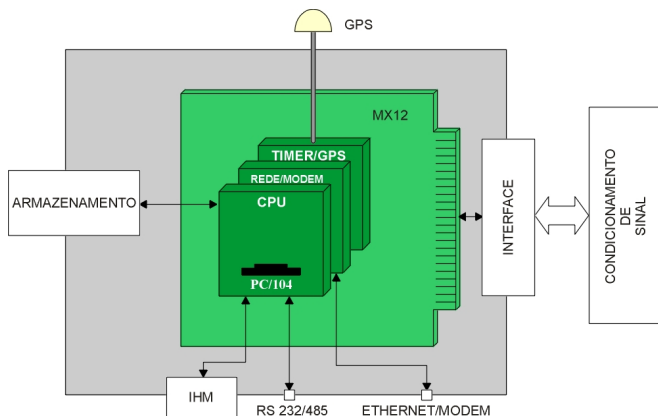 GPS
MX12
TIMER/GPS
REDE/MODEM
CPU
PC/104
ARMAZENAMENTO
INTERFACE
CONDICIONAMENTO
DE
SINAL
IHM
RS 232/485
ETHERNET/MODEM